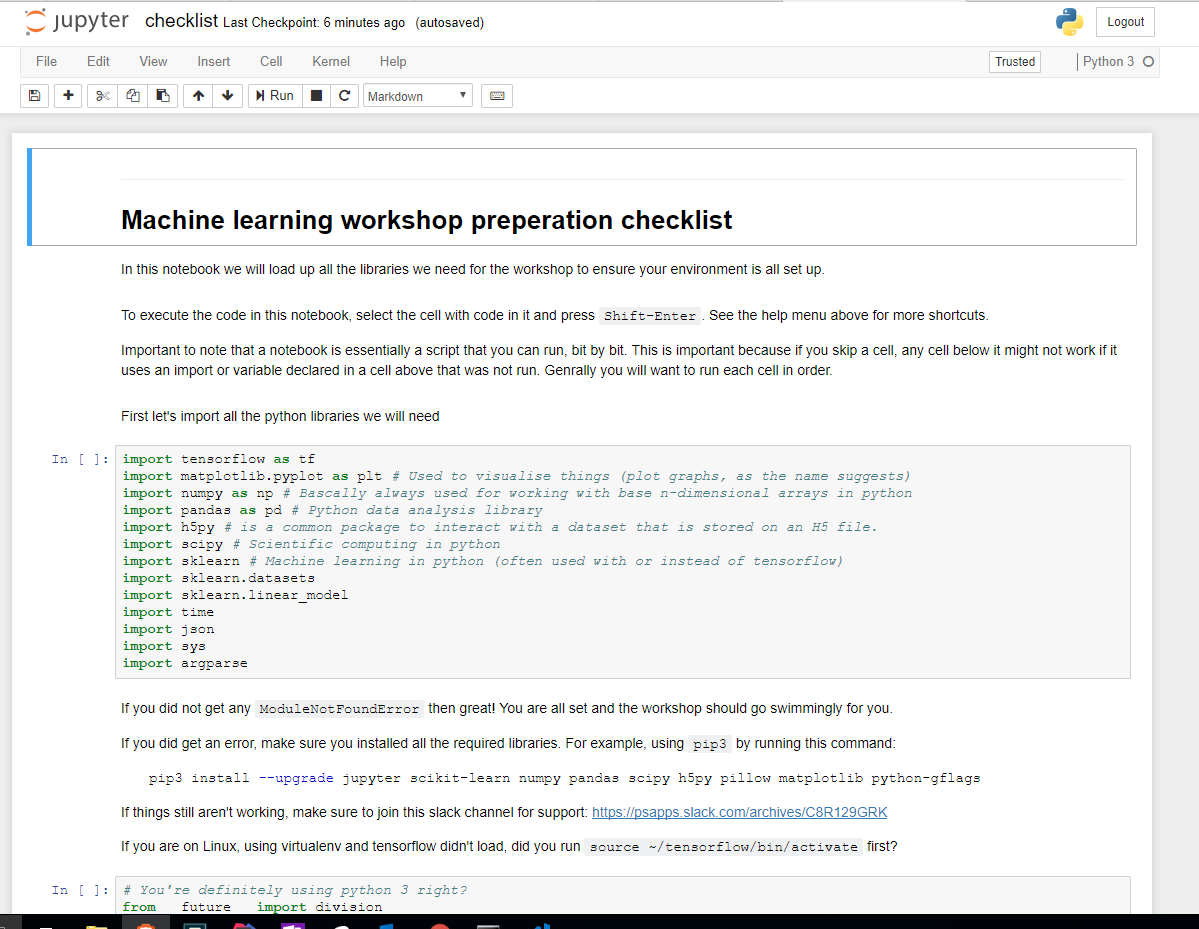 jupyter checklist Last Checkpoint: 6 minutes ago (autosaved) Logout
File Edit View Insert Cell Kernel Help Trusted Python 3
Run Markdown
Machine learning workshop preperation checklist
In this notebook we will load up all the libraries we need for the workshop to ensure your environment is all set up.
To execute the code in this notebook, select the cell with code in it and press Shift-Enter . See the help menu above for more shortcuts.
Important to note that a notebook is essentially a script that you can run, bit by bit. This is important because if you skip a cell, any cell below it might not work if it
uses an import or variable declared in a cell above that was not run. Genrally you will want to run each cell in order.
First let's import all the python libraries we will need
In [ ]: import tensorflow as tf
import matplotlib.pyplot as plt # Used to visualise things (plot graphs, as the name suggests)
import numpy as np # Bascally always used for working with base n-dimensional arrays in python
import pandas as pd # Python data analysis library
import h5py # is a common package to interact with a dataset that is stored on an H5 file.
import scipy # Scientific computing in python
import sklearn # Machine learning in python (often used with or instead of tensorflow)
import sklearn.datasets
import sklearn.linear_model
import time
import json
import sys
import argparse
If you did not get any ModuleNotFoundError then great! You are all set and the workshop should go swimmingly for you.
If you did get an error, make sure you installed all the required libraries. For example, using pip3 by running this command:
pip3 install --upgrade jupyter scikit-learn numpy pandas scipy h5py pillow matplotlib python-gflags
If things still aren't working, make sure to join this slack channel for support: https://psapps.slack.com/archives/C8R129GRK
If you are on Linux, using virtualenv and tensorflow didn't load, did you run source ~/tensorflow/bin/activate first?
In [ ]: # You're definitely using python 3 right?
from future import division